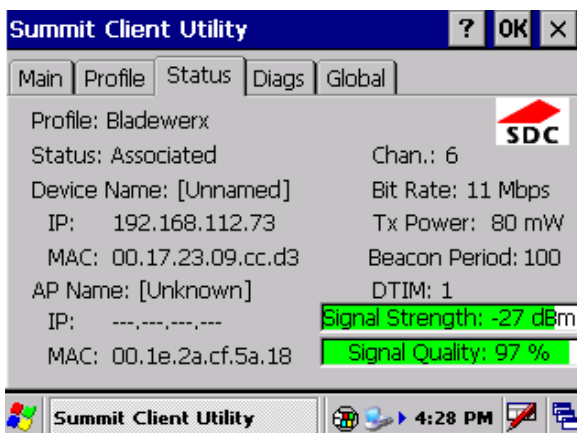 Summit Client Utility ? OK ×
Main Profile Status Diags Global
Profile: Bladewerx
SDC
Status: Associated Chan.: 6
Device Name: [Unnamed] Bit Rate: 11 Mbps
IP: 192.168.112.73 Tx Power: 80 mW
MAC: 00.17.23.09.cc.d3 Beacon Period: 100
AP Name: [Unknown] DTIM: 1
IP: ---.---.---.--- Signal Strength: -27 dBm
MAC: 00.1e.2a.cf.5a.18 Signal Quality: 97 %
Summit Client Utility 4:28 PM